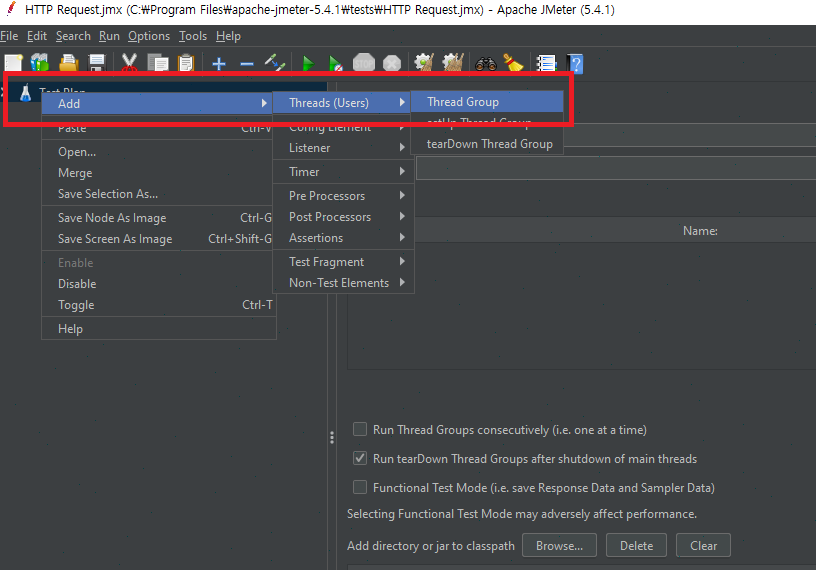 HTTP Request.jmx (C:₩Program Files₩apache-jmeter-5.4.1₩tests₩HTTP Request.jmx) - Apache JMeter (5.4.1)
File Edit Search Run Options Tools Help
Test Plan
Add Threads (Users) Thread Group
Paste Ctrl-V Config Element setUp Thread Group
Open... Listener tearDown Thread Group
Merge Timer
Save Selection As... Pre Processors
Save Node As Image Ctrl-G Post Processors
Save Screen As Image Ctrl+Shift-G Assertions
Name:
Enable Test Fragment
Disable Non-Test Elements
Toggle Ctrl-T
Help
Run Thread Groups consecutively (i.e. one at a time)
Run tearDown Thread Groups after shutdown of main threads
Functional Test Mode (i.e. save Response Data and Sampler Data)
Selecting Functional Test Mode may adversely affect performance.
Add directory or jar to classpath Browse... Delete Clear